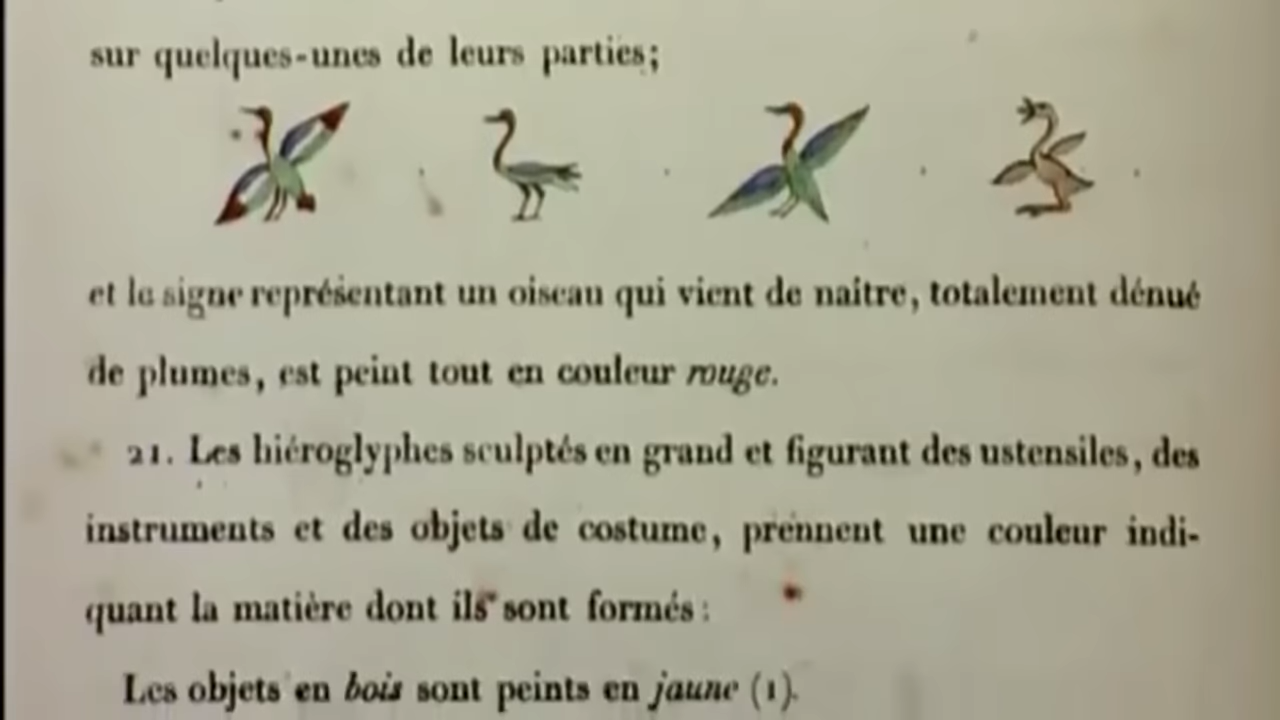 sur quelques-unes de leurs parties;
et le signe représentant un oiseau qui vient de naître, totalement dénué
de plumes, est peint tout en couleur rouge.
21. Les hiéroglyphes sculptés en grand et figurant des ustensiles, des
instruments et des objets de costume, prennent une couleur indi-
quant la matière dont ils sont formés:
Les objets en bois sont peints en jaune (1).